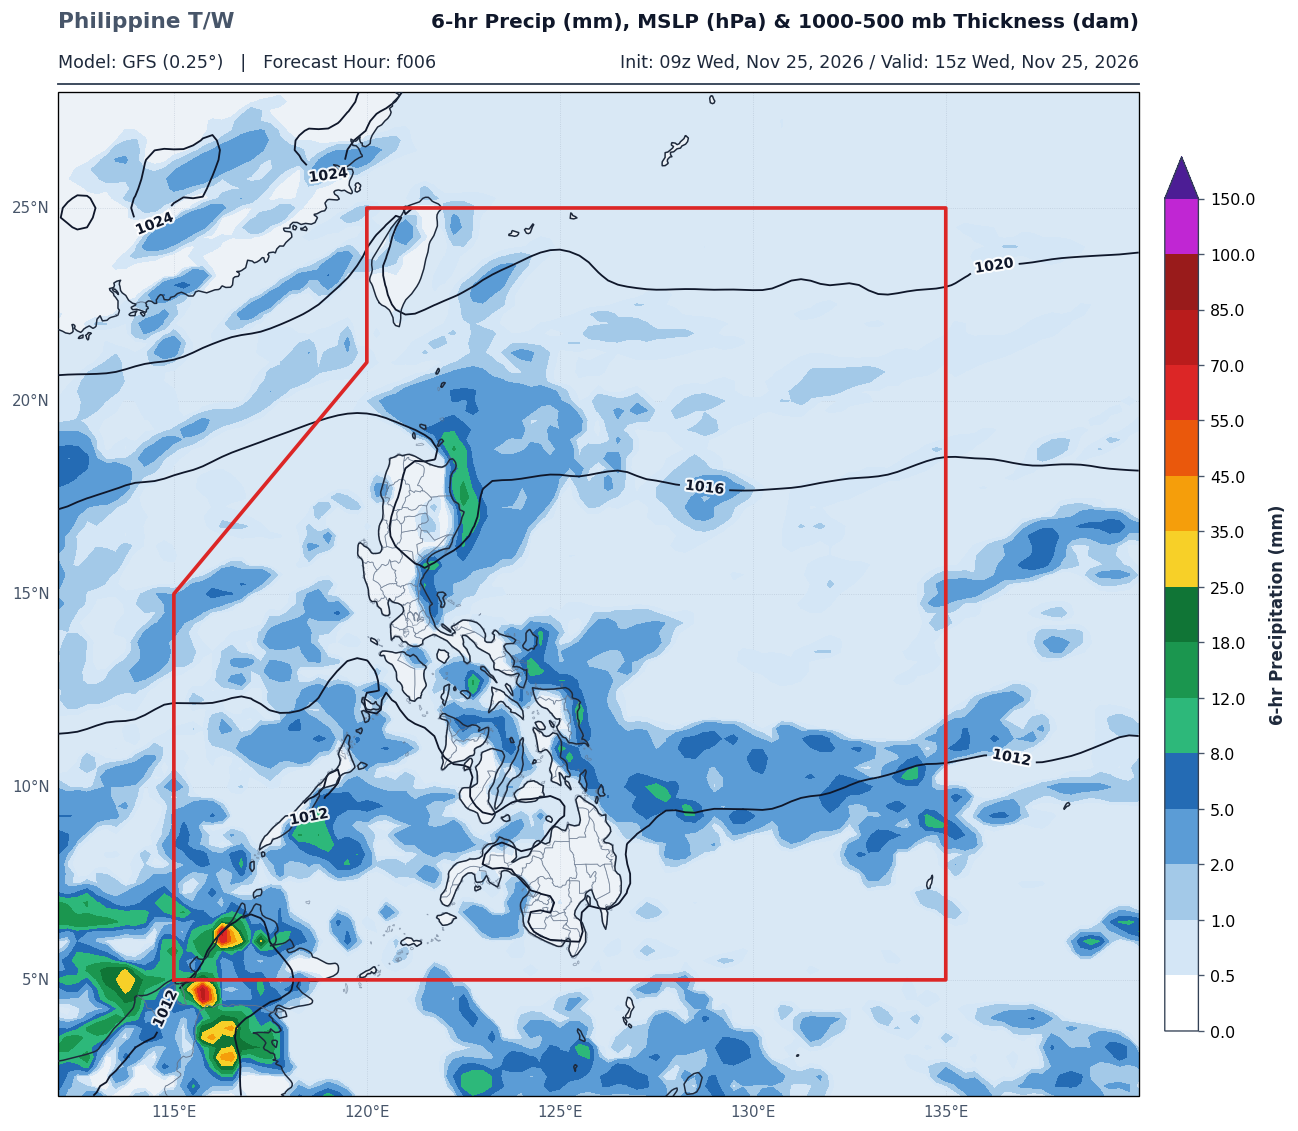 Philippine T/W
6-hr Precip (mm), MSLP (hPa) & 1000-500 mb Thickness (dam)
Model: GFS (0.25°) | Forecast Hour: f006
Init: 09z Wed, Nov 25, 2026 / Valid: 15z Wed, Nov 25, 2026
1024
1024
1020
1016
1012
1012
1012
25°N
20°N
15°N
10°N
5°N
115°E
120°E
125°E
130°E
135°E
150.0
100.0
85.0
70.0
55.0
45.0
35.0
25.0
18.0
12.0
8.0
5.0
2.0
1.0
0.5
0.0
6-hr Precipitation (mm)